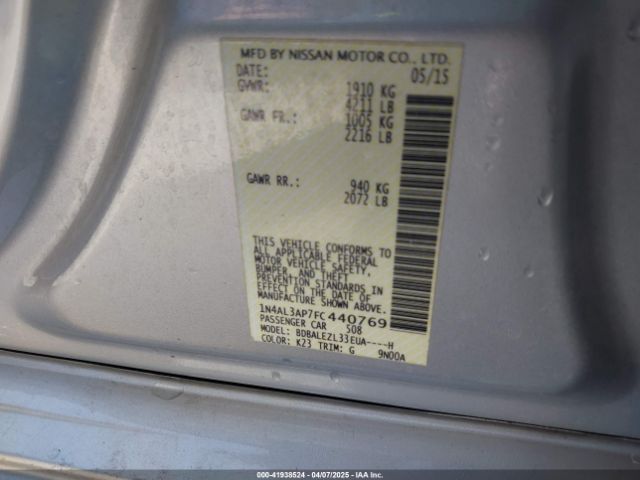 MFD BY NISSAN MOTOR CO., LTD.
DATE: 05/15
GVWR: 1910 KG
4211 LB
GAWR FR.: 1005 KG
2216 LB
GAWR RR.: 940 KG
2072 LB
THIS VEHICLE CONFORMS TO
ALL APPLICABLE FEDERAL
MOTOR VEHICLE SAFETY,
BUMPER, AND THEFT
PREVENTION STANDARDS IN
EFFECT ON THE DATE OF
MANUFACTURE SHOWN ABOVE.
1N4AL3AP7FC440769
PASSENGER CAR 508
MODEL: BDBALEZL33EUA----H
COLOR: K23 TRIM: G 9N00A
0-41938524 - 04/07/2025 - IAA Inc.